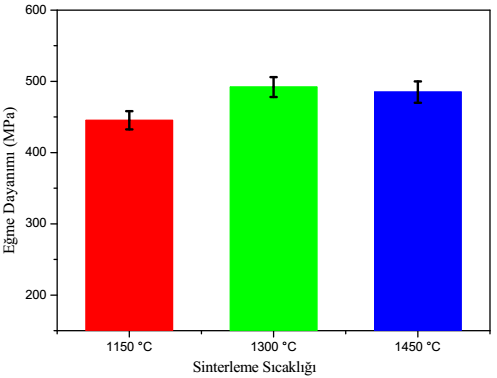 600
500
400
300
200
Eğme Dayanımı (MPa)
1150 °C
1300 °C
1450 °C
Sinterleme Sıcaklığı